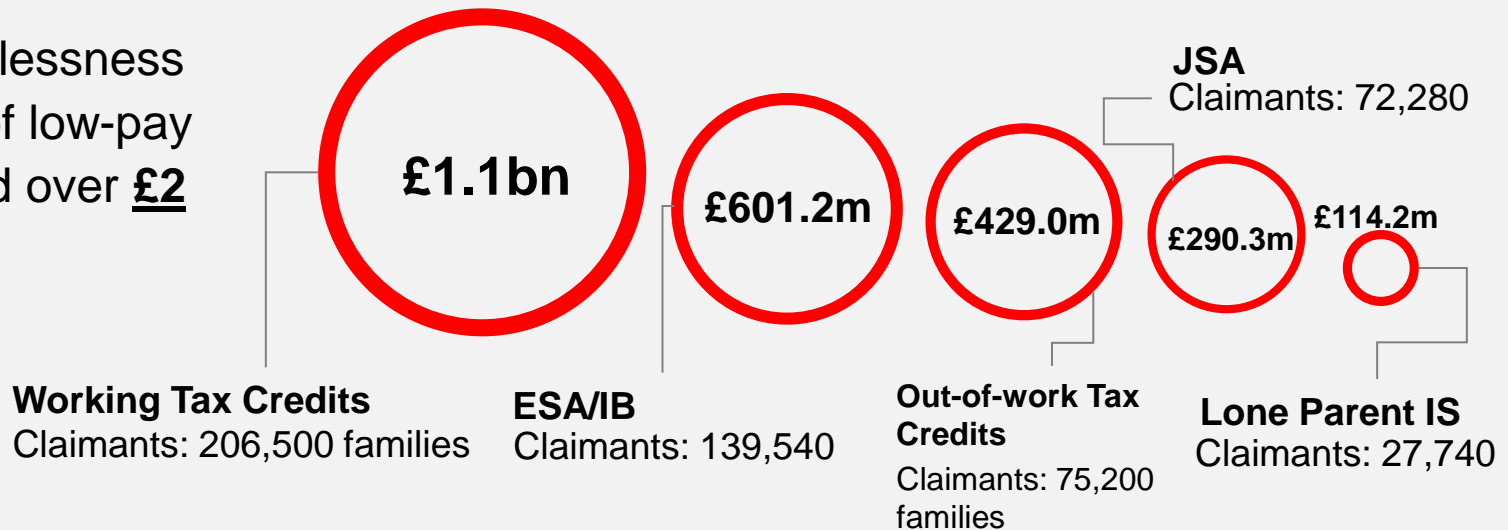 lessness
f low-pay
d over £2
£1.1bn
£601.2m
£429.0m
JSA
Claimants: 72,280
£290.3m
£114.2m
Working Tax Credits
Claimants: 206,500 families
ESA/IB
Claimants: 139,540
Out-of-work Tax
Credits
Claimants: 75,200
families
Lone Parent IS
Claimants: 27,740